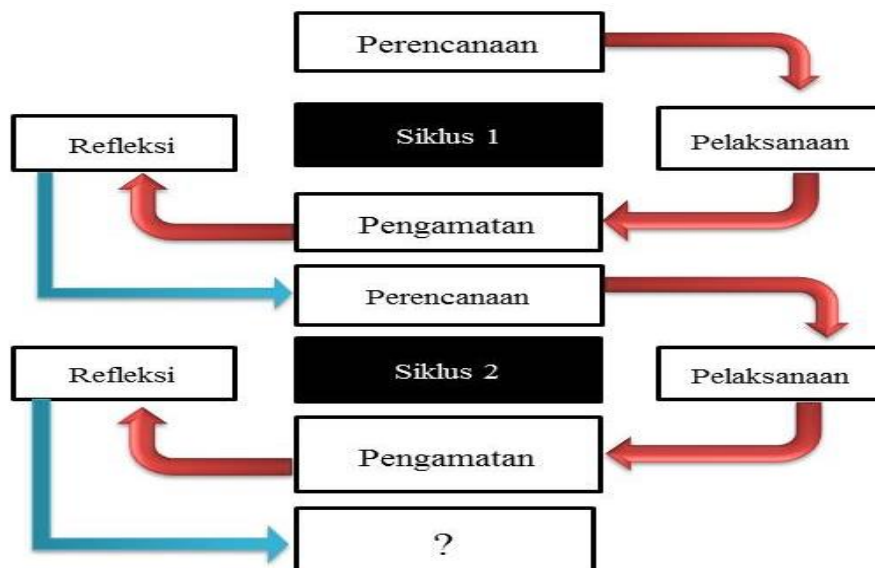 Perencanaan
Refleksi
Siklus 1
Pelaksanaan
Pengamatan
Perencanaan
Refleksi
Siklus 2
Pelaksanaan
Pengamatan
?